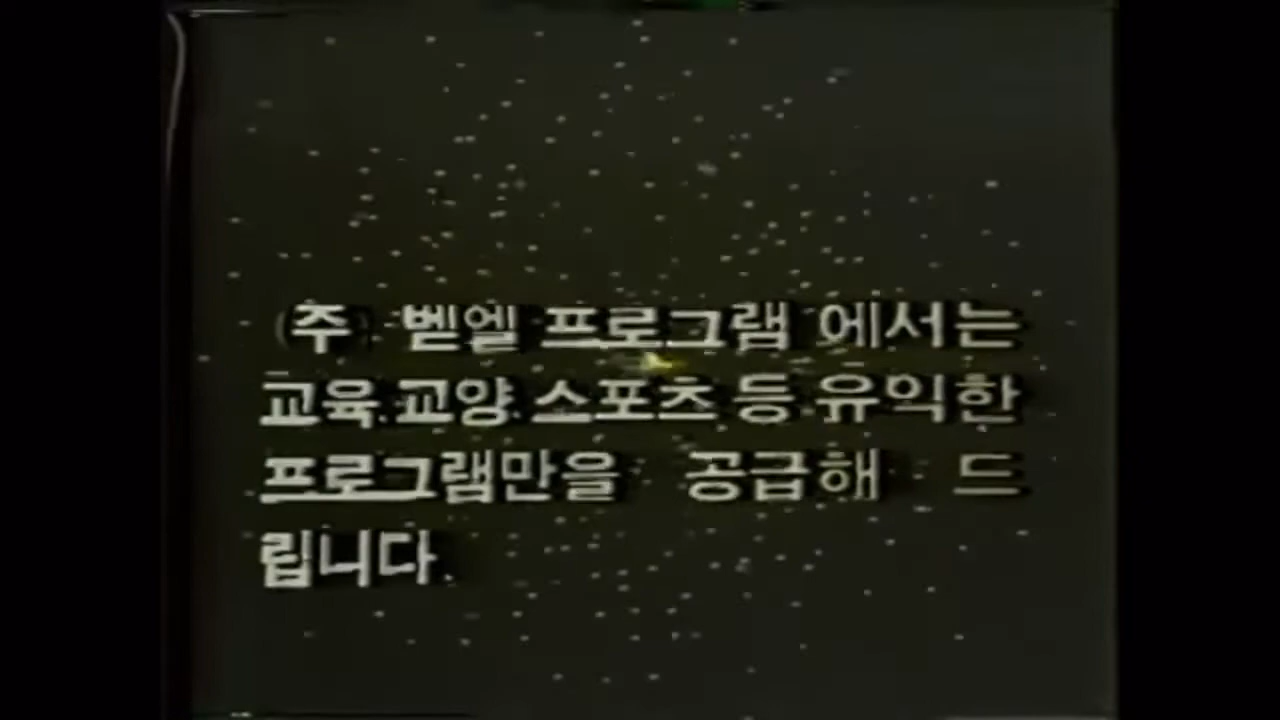 (주) 벧엘 프로그램 에서는
교육.교양.스포츠 등 유익한
프로그램만을 공급해 드
립니다.